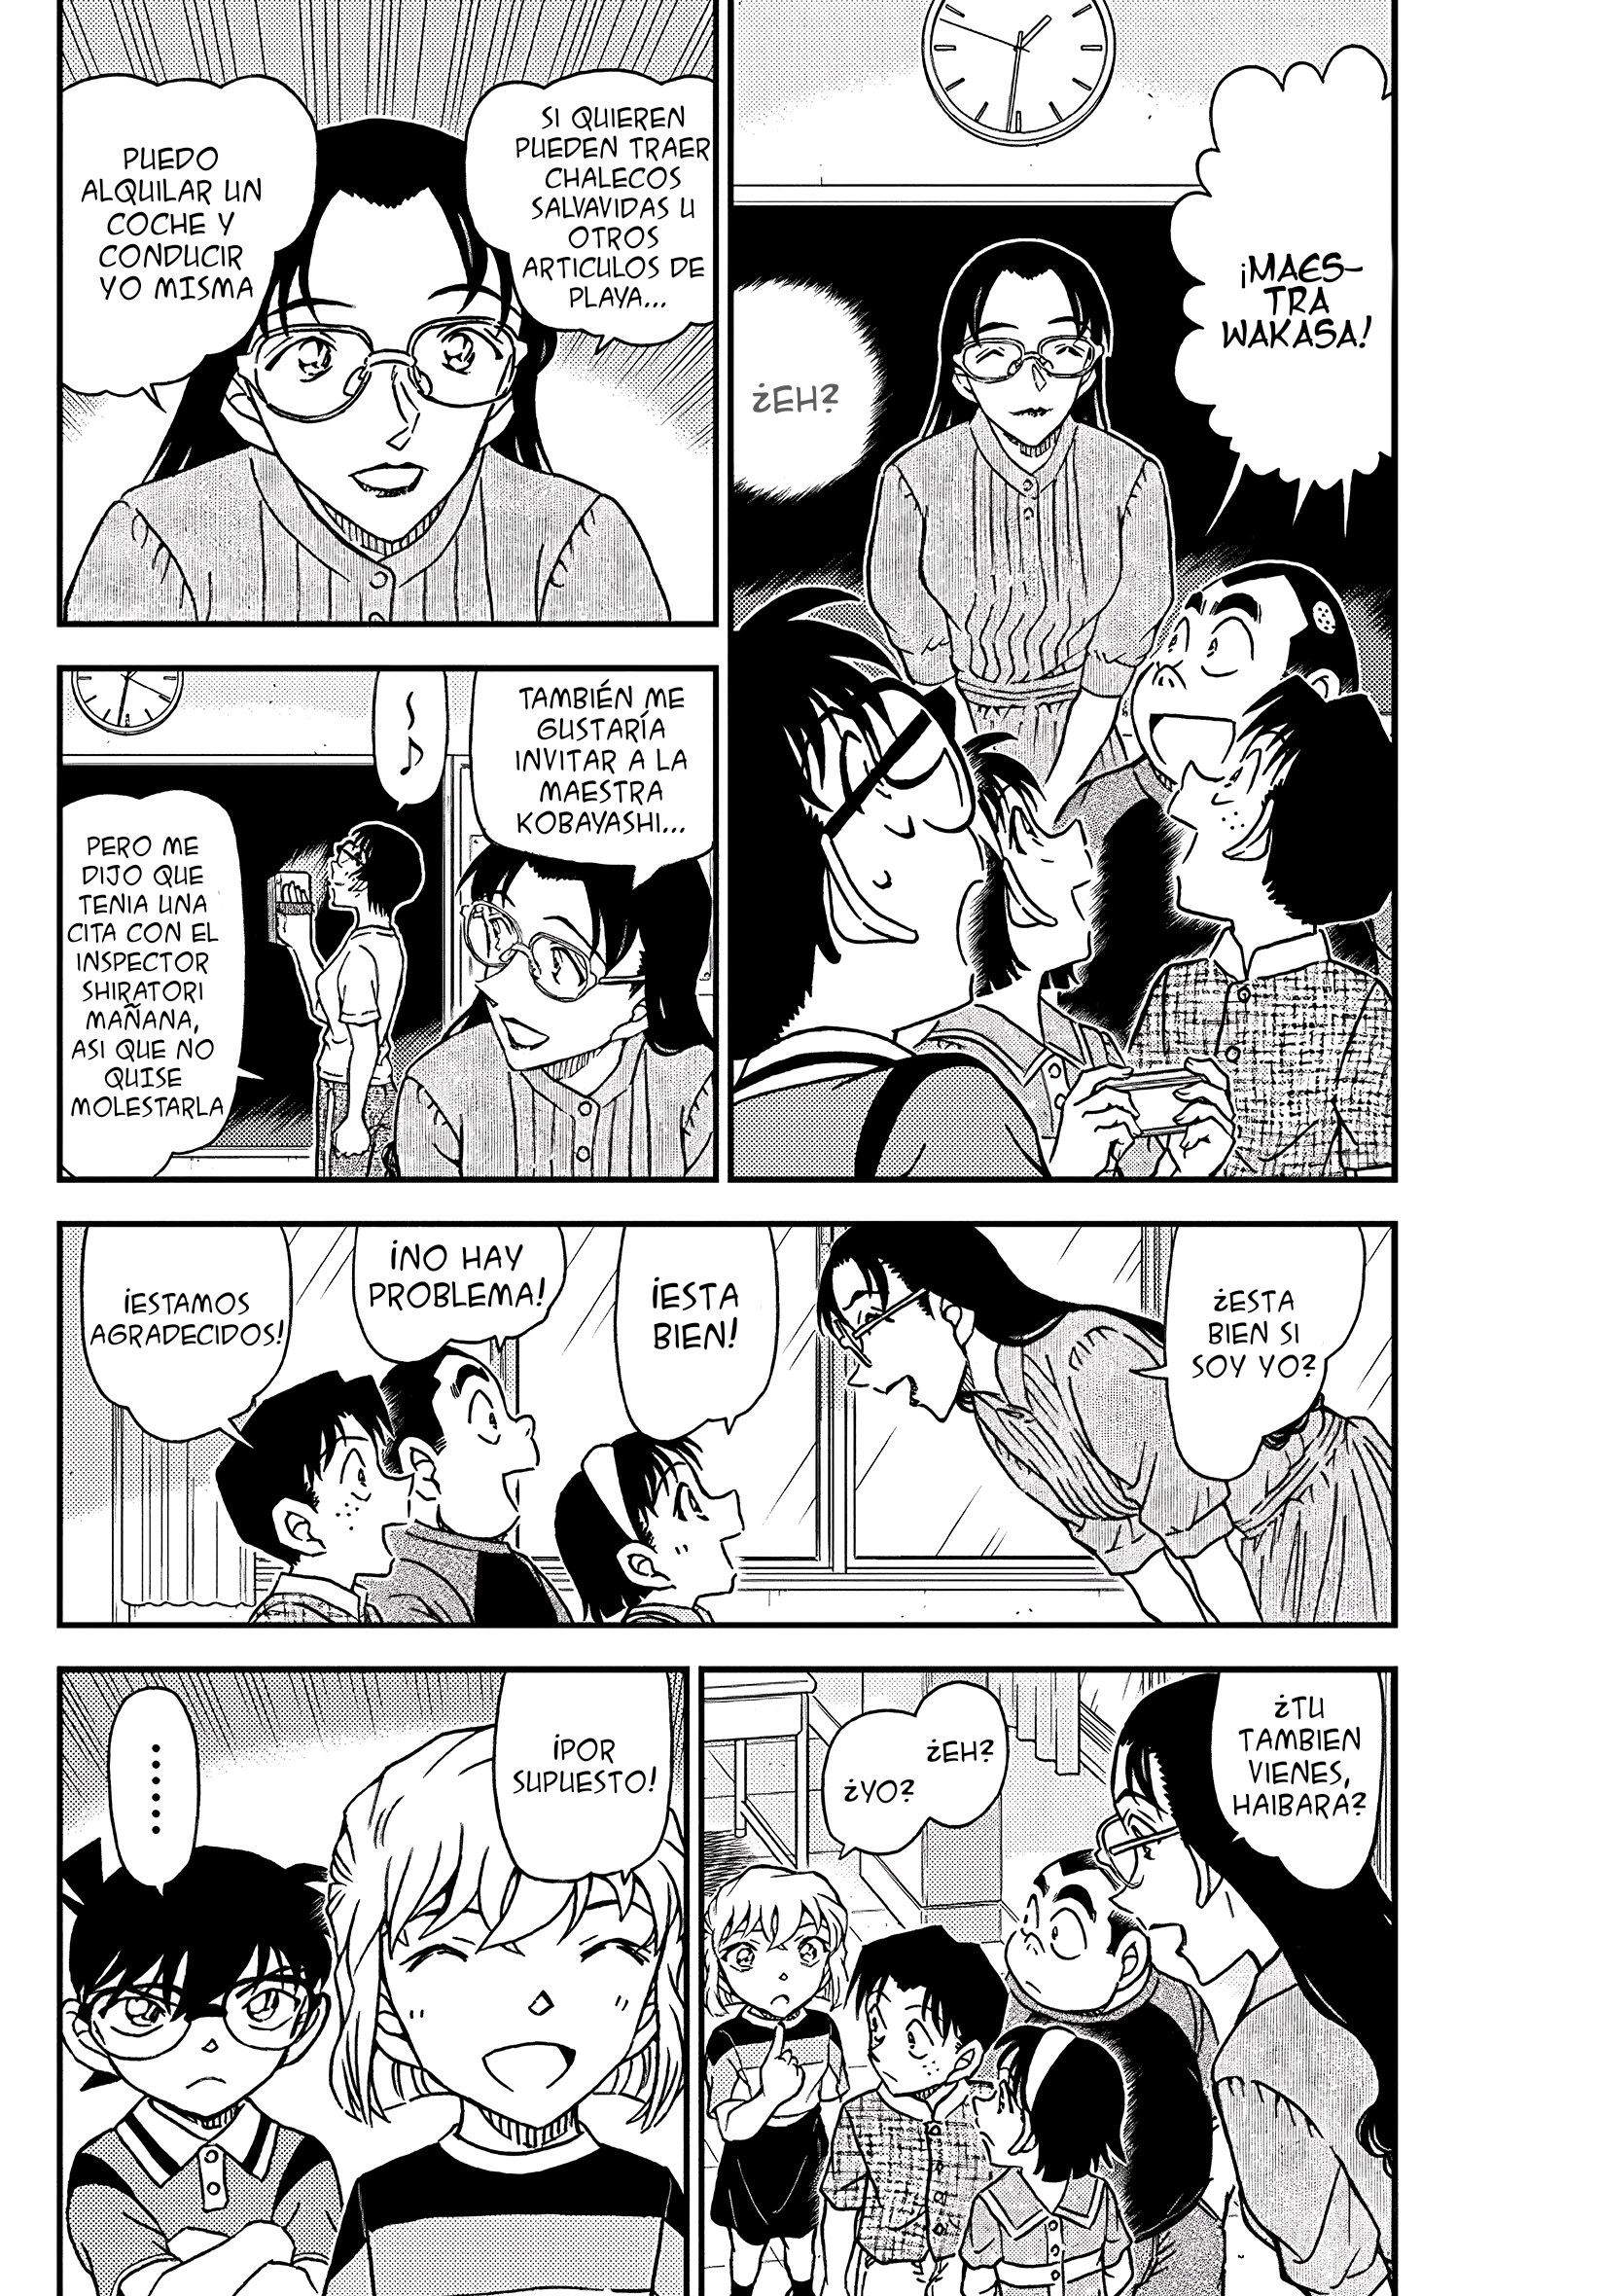 ¡MAES-
TRA
WAKASA!
¿EH?
SI QUIEREN
PUEDEN TRAER
CHALECOS
SALVAVIDAS U
OTROS
ARTICULOS DE
PLAYA...
PUEDO
ALQUILAR UN
COCHE Y
CONDUCIR
YO MISMA
TAMBIÉN ME
GUSTARÍA
INVITAR A LA
MAESTRA
KOBAYASHI...
~♪
PERO ME
DIJO QUE
TENIA UNA
CITA CON EL
INSPECTOR
SHIRATORI
MAÑANA,
ASI QUE NO
QUISE
MOLESTARLA
¿ESTA
BIEN SI
SOY YO?
¡ESTA
BIEN!
¡NO HAY
PROBLEMA!
¡ESTAMOS
AGRADECIDOS!
¿TU
TAMBIEN
VIENES,
HAIBARA?
¿EH?
¿YO?
¡POR
SUPUESTO!
......